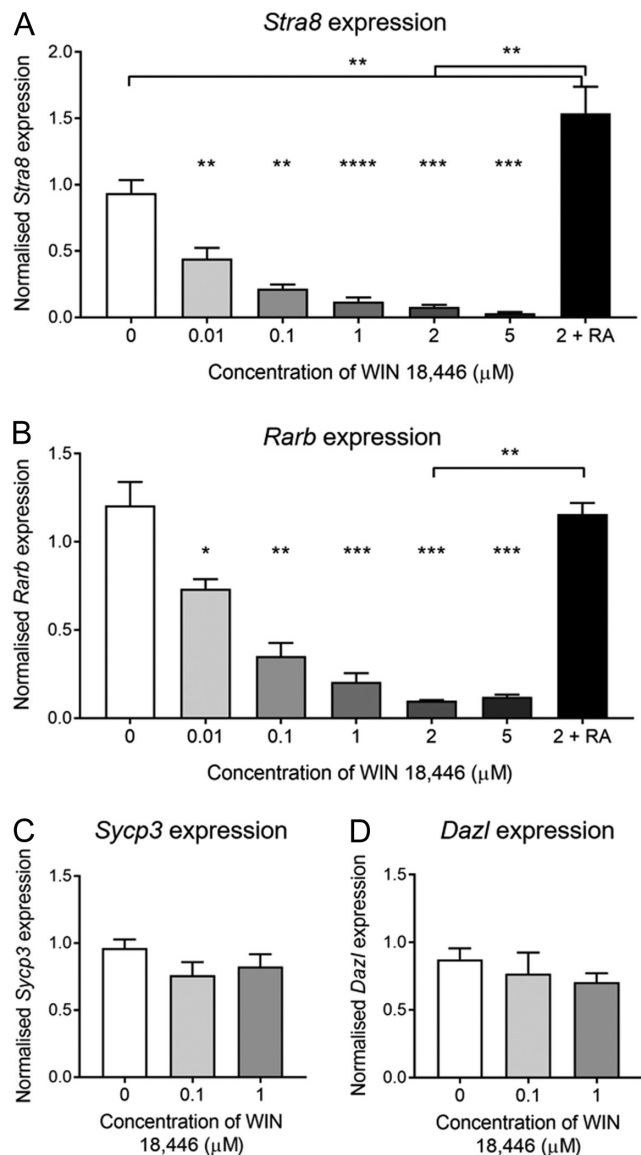 A
Stra8 expression
Normalised Stra8 expression
2.0
1.5
1.0
0.5
0.0
**
**
** ** **** *** ***
0 0.01 0.1 1 2 5 2 + RA
Concentration of WIN 18,446 (μM)
B
Rarb expression
Normalised Rarb expression
1.5
1.0
0.5
0.0
**
* ** *** *** ***
0 0.01 0.1 1 2 5 2 + RA
Concentration of WIN 18,446 (μM)
C
Sycp3 expression
Normalised Sycp3 expression
1.5
1.0
0.5
0.0
0 0.1 1
Concentration of WIN
18,446 (μM)
D
Dazl expression
Normalised Dazl expression
1.5
1.0
0.5
0.0
0 0.1 1
Concentration of WIN
18,446 (μM)